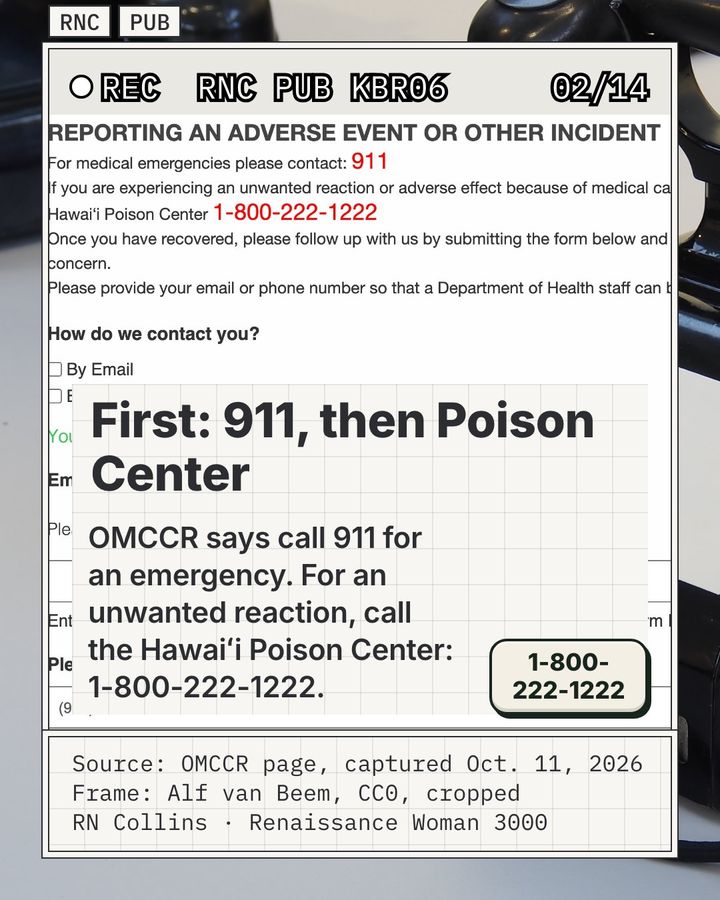 RNC PUB
REC RNC PUB KBR06 02/14
REPORTING AN ADVERSE EVENT OR OTHER INCIDENT
For medical emergencies please contact: 911
If you are experiencing an unwanted reaction or adverse effect because of medical
Hawaiʻi Poison Center 1-800-222-1222
Once you have recovered, please follow up with us by submitting the form below and
concern.
Please provide your email or phone number so that a Department of Health staff can
How do we contact you?
By Email
First: 911, then Poison
Center
OMCCR says call 911 for
an emergency. For an
unwanted reaction, call
the Hawaiʻi Poison Center:
1-800-222-1222.
1-800-
222-1222
Source: OMCCR page, captured Oct. 11, 2026
Frame: Alf van Beem, CC0, cropped
RN Collins · Renaissance Woman 3000